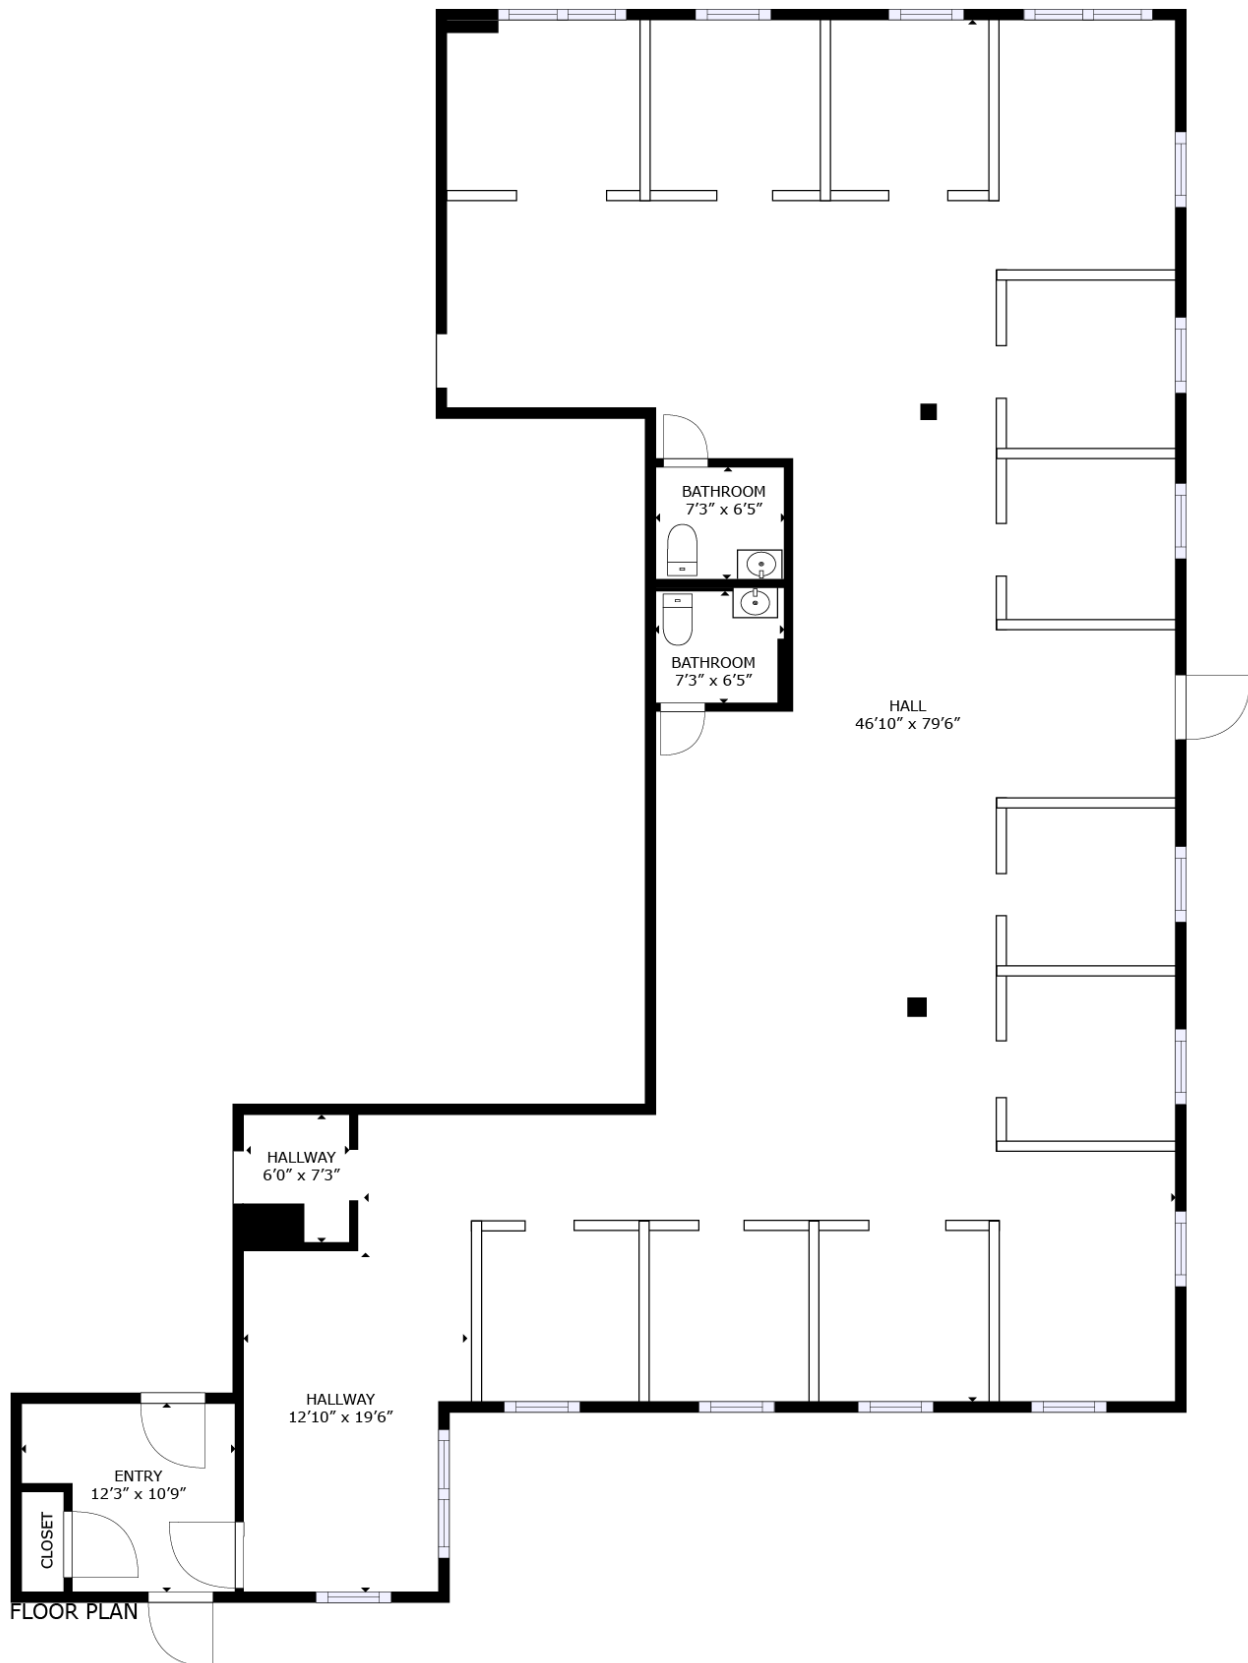 BATHROOM
7'3" x 6'5"
BATHROOM
7'3" x 6'5"
HALL
46'10" x 79'6"
HALLWAY
6'0" x 7'3"
HALLWAY
12'10" x 19'6"
ENTRY
12'3" x 10'9"
CLOSET
FLOOR PLAN